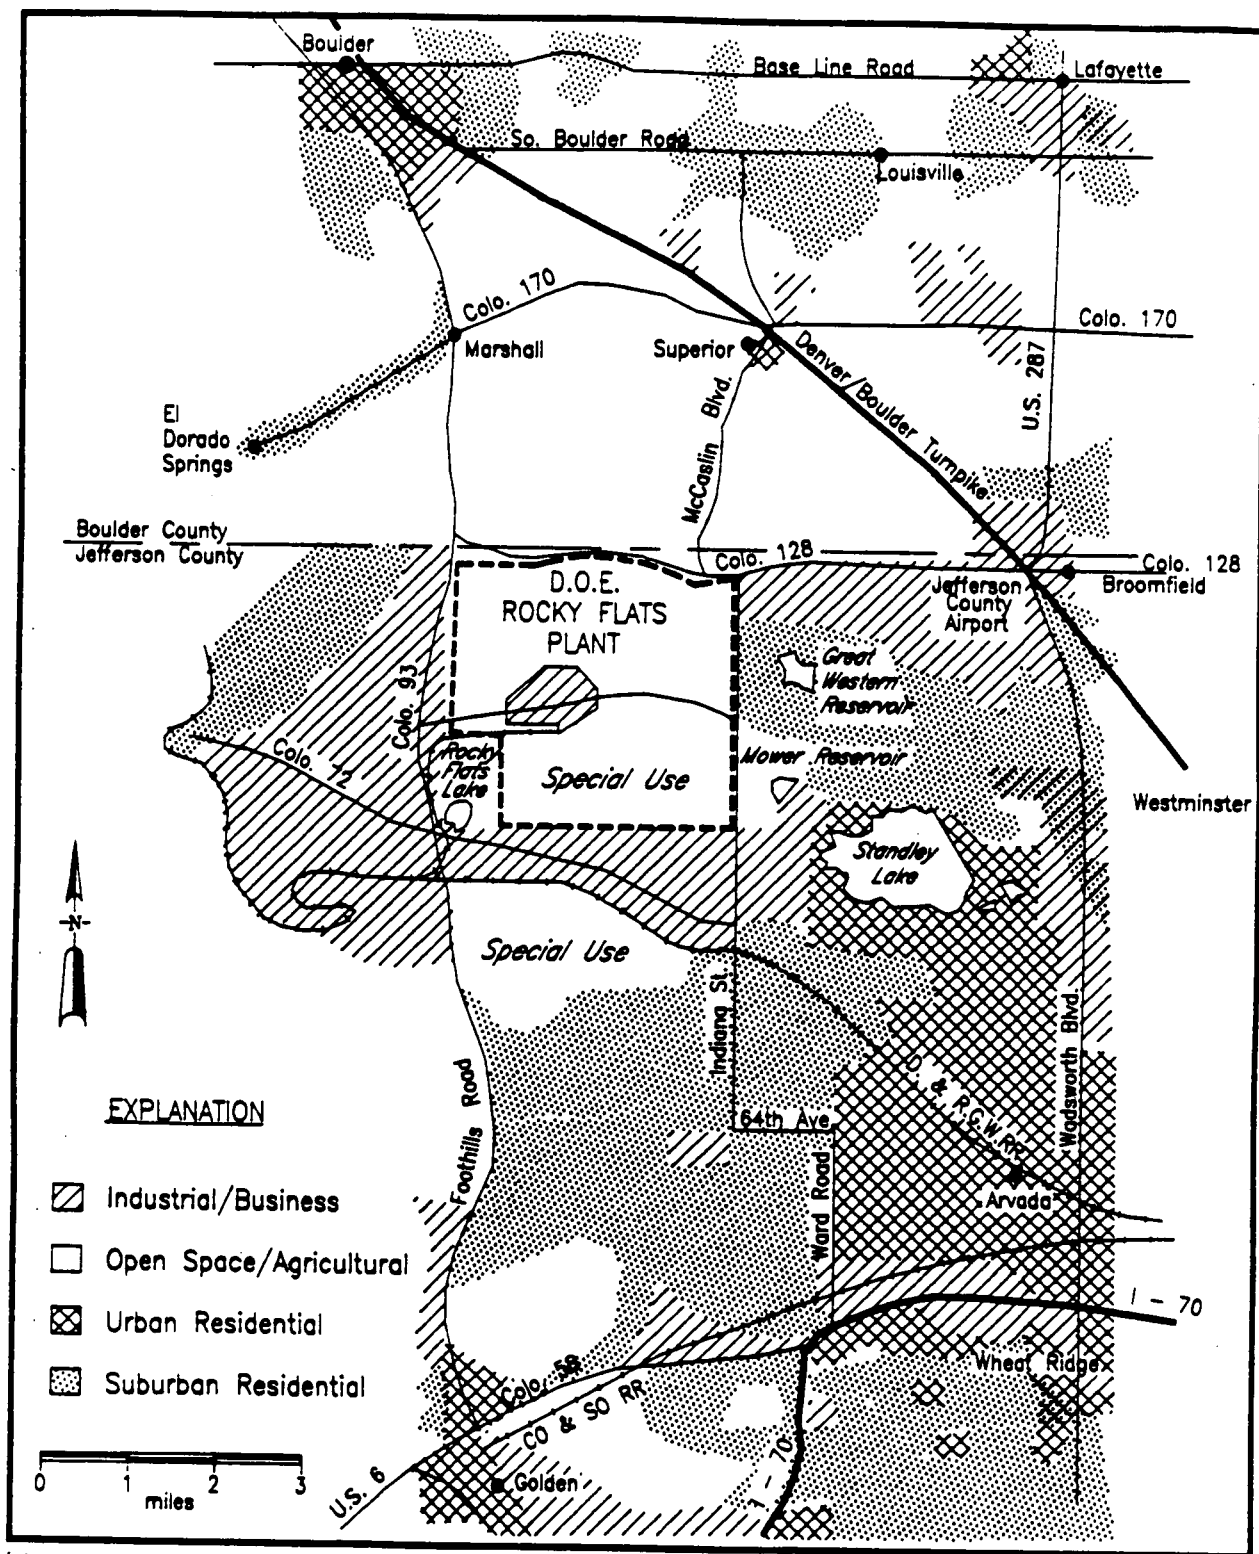 Boulder
Base Line Road
Lafayette
So. Boulder Road
Louisville
Colo. 170
Colo. 170
Marshall
Superior
Denver/Boulder Turnpike
U.S. 287
McCaslin Blvd.
El
Dorado
Springs
Boulder County
Jefferson County
Colo. 128
Colo. 128
Broomfield
Jefferson
County
Airport
D.O.E.
ROCKY FLATS
PLANT
Great
Western
Reservoir
Colo. 93
Colo. 72
Rocky
Flats
Lake
Special Use
Mower Reservoir
Westminster
Standley
Lake
N
Special Use
Indiana St.
Wadsworth Blvd.
D. & R.G.W RR
Foothills Road
64th Ave
Ward Road
Arvada
EXPLANATION
Industrial/Business
Open Space/Agricultural
Urban Residential
Suburban Residential
I - 70
Wheat Ridge
Colo. 58
CO & SO RR
I - 70
U.S. 6
Golden
0 1 2 3
miles